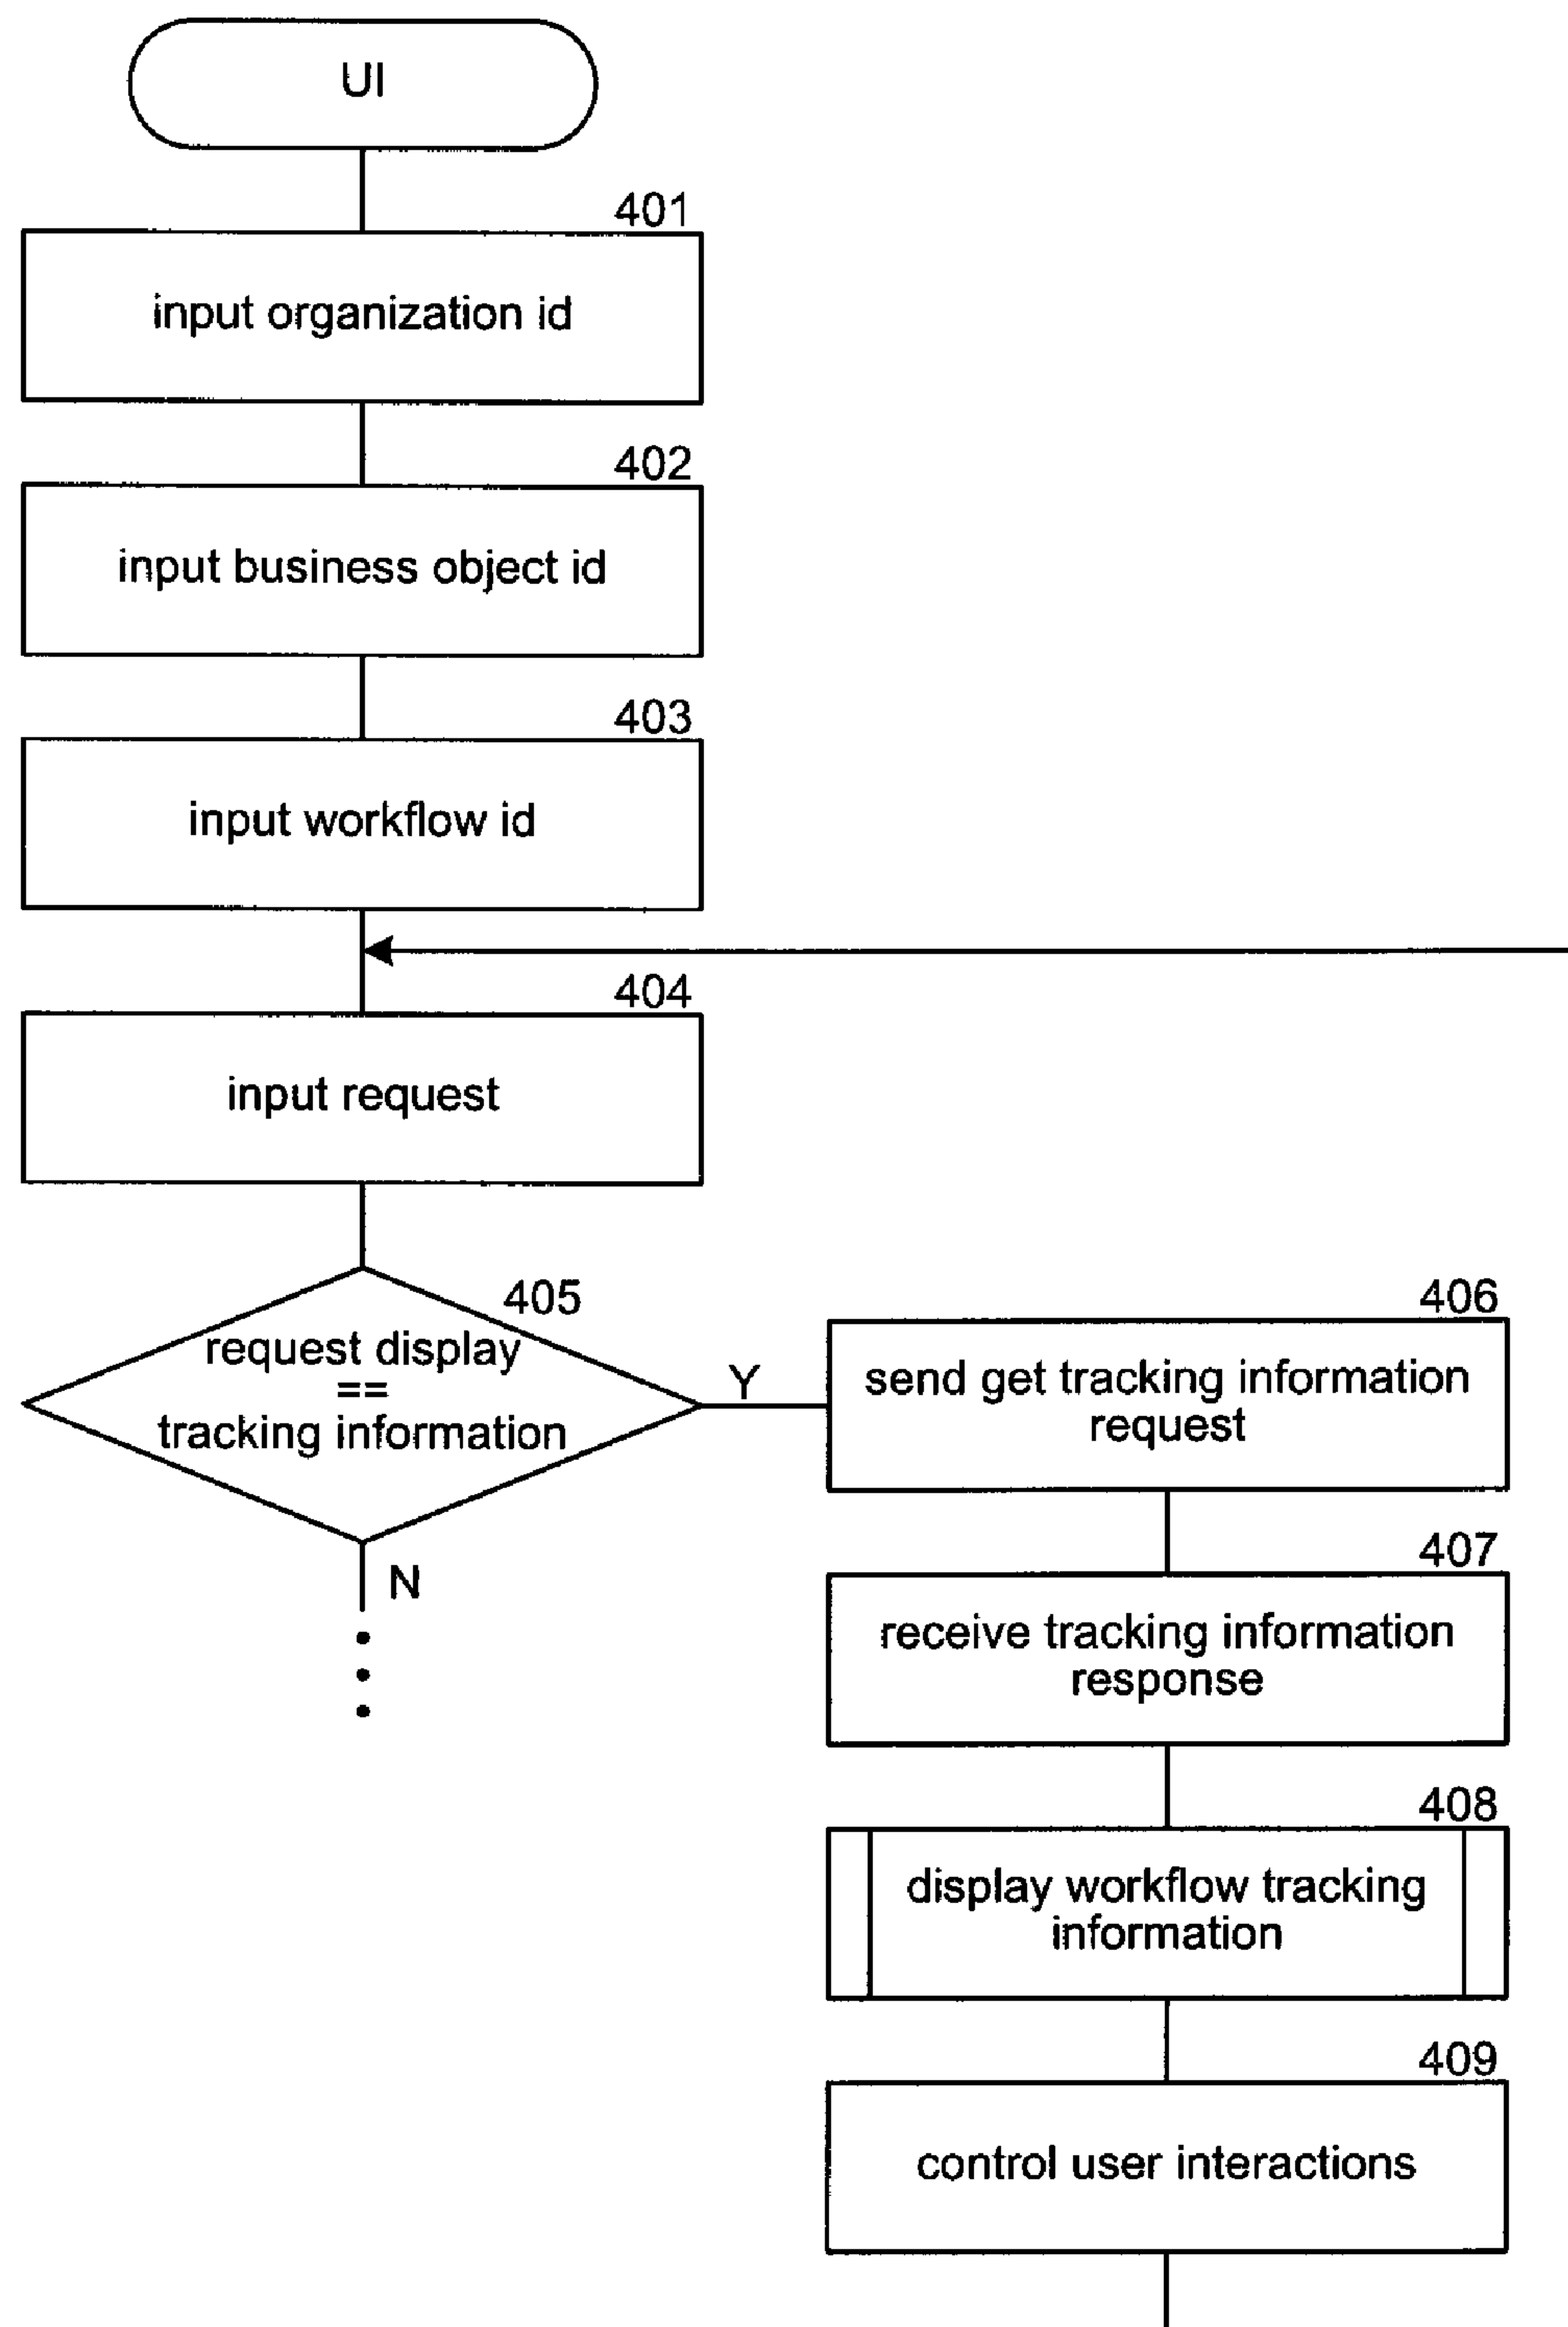 UI
401
input organization id
402
input business object id
403
input workflow id
404
input request
405
request display
==
tracking information
Y
N
406
send get tracking information
request
407
receive tracking information
response
408
display workflow tracking
information
409
control user interactions